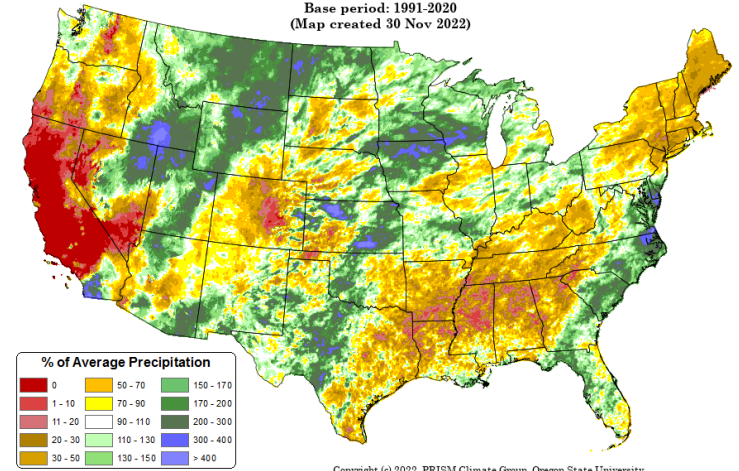 Base period: 1991-2020
(Map created 30 Nov 2022)
% of Average Precipitation
0 50 - 70 150 - 170
1 - 10 70 - 90 170 - 200
11 - 20 90 - 110 200 - 300
20 - 30 110 - 130 300 - 400
30 - 50 130 - 150 > 400
Copyright (c) 2022, PRISM Climate Group, Oregon State University